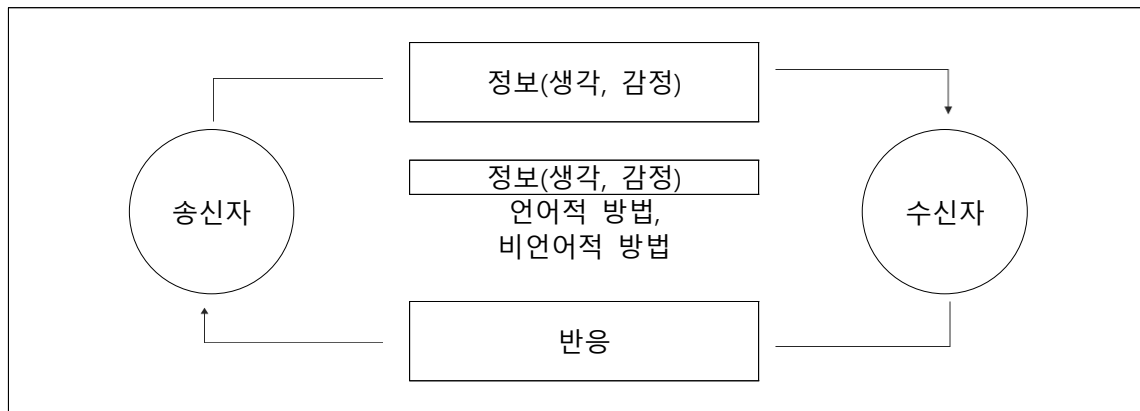 정보(생각, 감정)
정보(생각, 감정)
송신자
언어적 방법,
비언어적 방법
수신자
반응